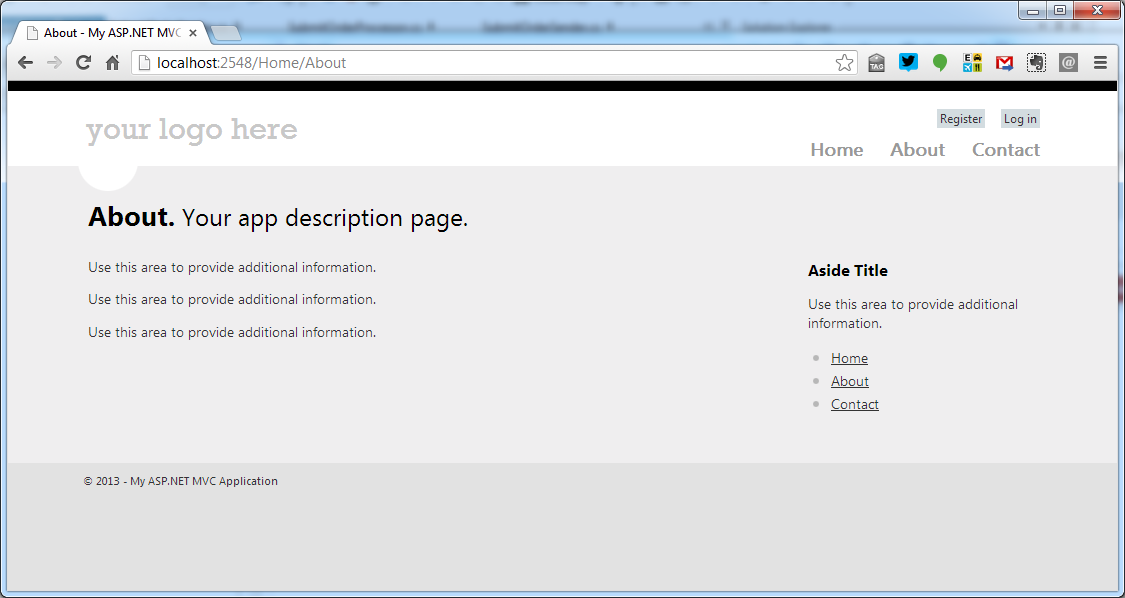 About - My ASP.NET MVC
localhost:2548/Home/About
your logo here
Register Log in
Home About Contact
About. Your app description page.
Use this area to provide additional information.
Use this area to provide additional information.
Use this area to provide additional information.
Aside Title
Use this area to provide additional
information.
Home
About
Contact
© 2013 - My ASP.NET MVC Application